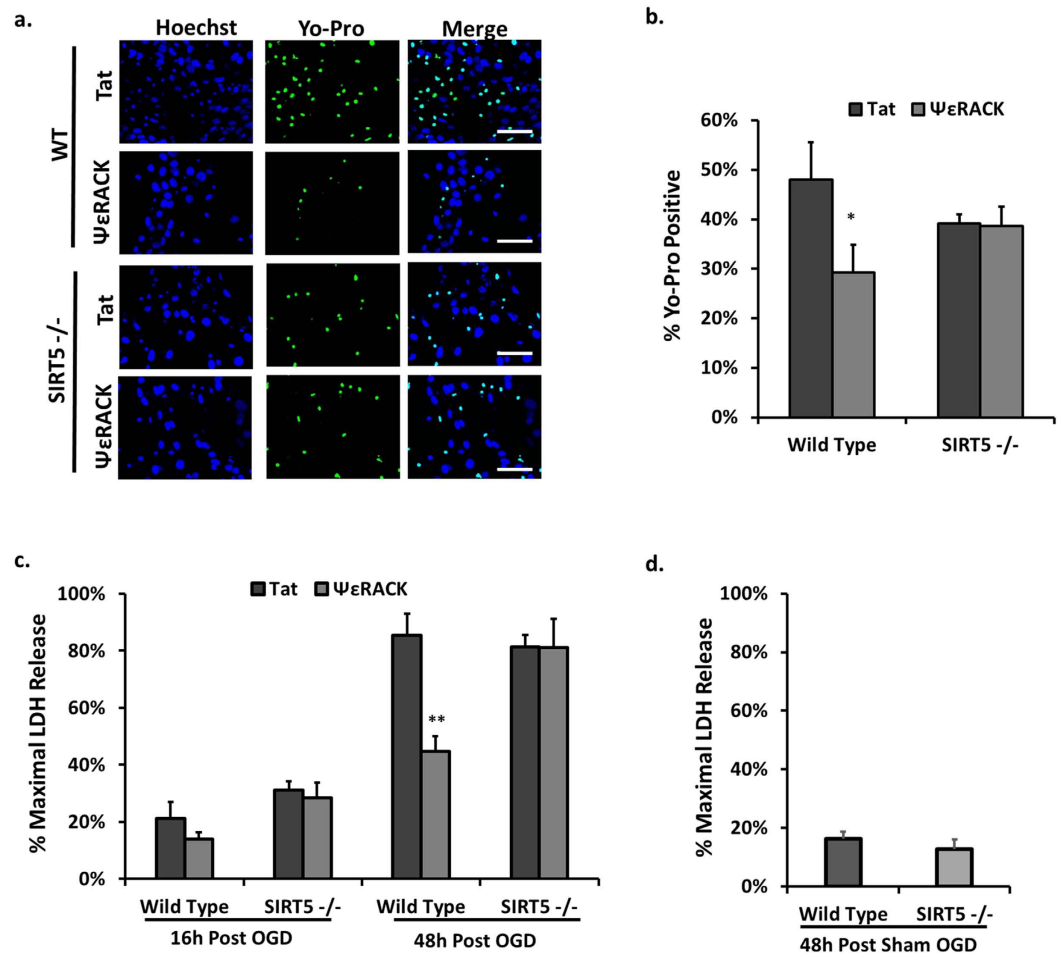 a.
Hoechst Yo-Pro Merge
WT
Tat
ΨεRACK
SIRT5 -/-
Tat
ΨεRACK
b.
Tat ΨεRACK
% Yo-Pro Positive
60%
50%
40%
30%
20%
10%
0%
*
Wild Type SIRT5 -/-
c.
Tat ΨεRACK
% Maximal LDH Release
100%
80%
60%
40%
20%
0%
**
Wild Type SIRT5 -/- Wild Type SIRT5 -/-
16h Post OGD 48h Post OGD
d.
% Maximal LDH Release
100%
80%
60%
40%
20%
0%
Wild Type SIRT5 -/-
48h Post Sham OGD